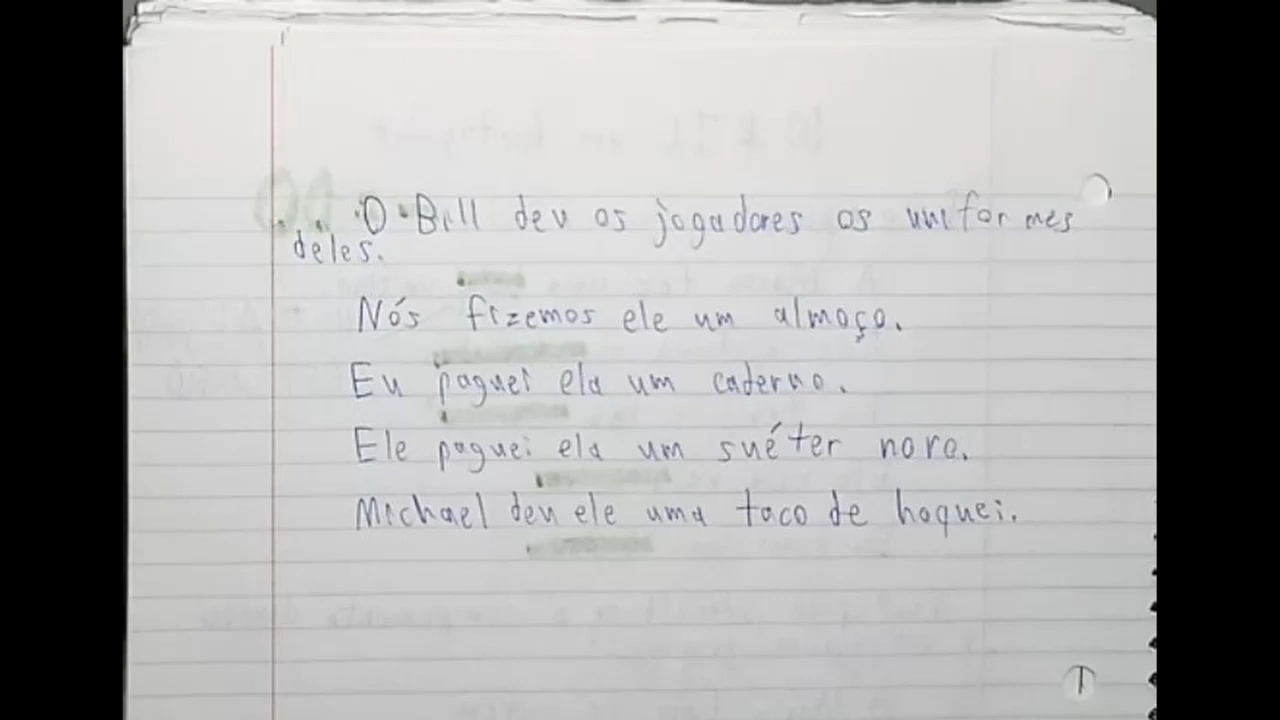 O Bill deu os jogadores os uniformes
deles.
Nós fizemos ele um almoço.
Eu paguei ela um caderno.
Ele paguei ela um suéter novo.
Michael deu ele uma taco de hoquei.